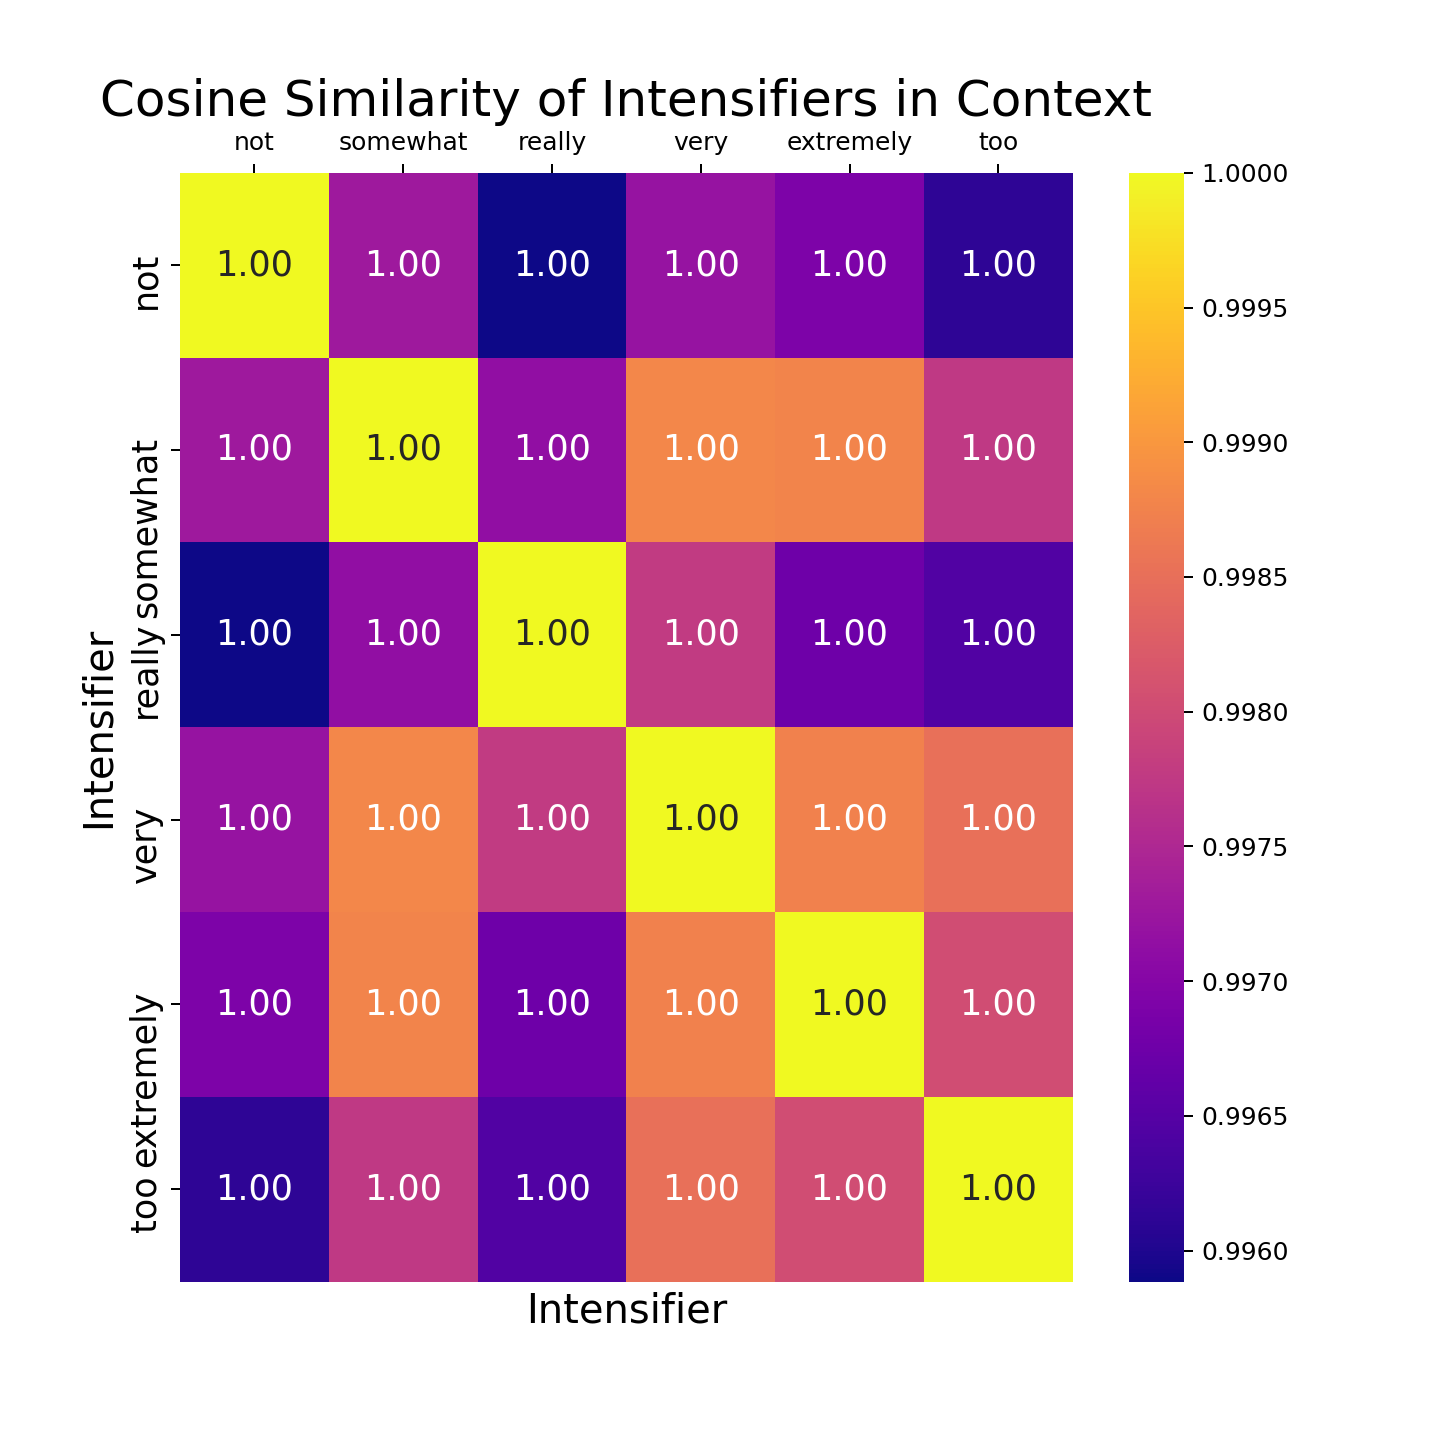 Cosine Similarity of Intensifiers in Context
not somewhat really very extremely too
not 1.00 1.00 1.00 1.00 1.00 1.00
somewhat 1.00 1.00 1.00 1.00 1.00 1.00
really 1.00 1.00 1.00 1.00 1.00 1.00
very 1.00 1.00 1.00 1.00 1.00 1.00
extremely 1.00 1.00 1.00 1.00 1.00 1.00
too 1.00 1.00 1.00 1.00 1.00 1.00
Intensifier
Intensifier
1.0000
0.9995
0.9990
0.9985
0.9980
0.9975
0.9970
0.9965
0.9960